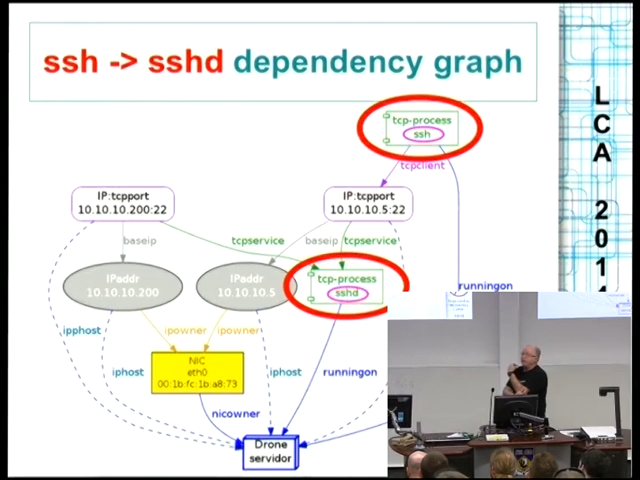 ssh -> sshd dependency graph
LCA 201
tcp-process
ssh
tcpclient
IP:tcpport
10.10.10.200:22
IP:tcpport
10.10.10.5:22
baseip
tcpservice
baseip
tcpservice
IPaddr
10.10.10.200
IPaddr
10.10.10.5
tcp-process
sshd
runningon
ipphost
ipowner
ipowner
iphost
NIC
eth0
00:1b:fc:1b:a8:73
iphost
runningon
nicowner
Drone
servidor